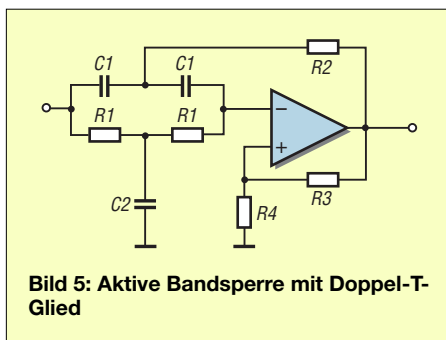 C1 C1 R2
R1 R1
−
+
C2 R4 R3
Bild 5: Aktive Bandsperre mit Doppel-T-
Glied